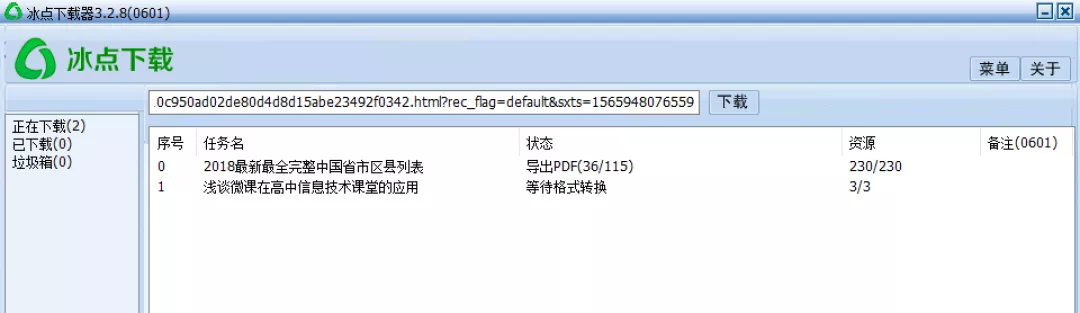 冰点下载器3.2.8(0601)
冰点下载
菜单 关于
.0c950ad02de80d4d8d15abe23492f0342.html?rec_flag=default&sxts=1565948076559 下载
正在下载(2)
已下载(0)
垃圾箱(0)
序号 任务名 状态 资源 备注(0601)
0 2018最新最全完整中国省市区县列表 导出PDF(36/115) 230/230
1 浅谈微课在高中信息技术课堂的应用 等待格式转换 3/3